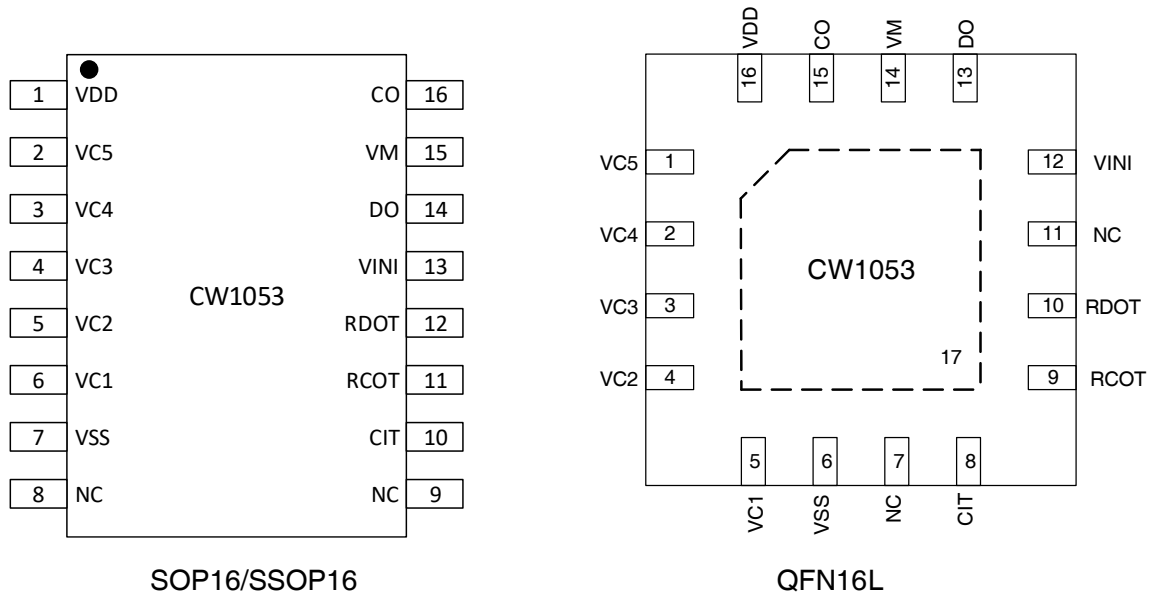 1 VDD CO 16
2 VC5 VM 15
3 VC4 DO 14
4 VC3 VINI 13
CW1053
5 VC2 RDOT 12
6 VC1 RCOT 11
7 VSS CIT 10
8 NC NC 9
SOP16/SSOP16
VDD CO VM DO
16 15 14 13
VC5 1 12 VINI
VC4 2 11 NC
CW1053
VC3 3 10 RDOT
17
VC2 4 9 RCOT
5 6 7 8
VC1 VSS NC CIT
QFN16L